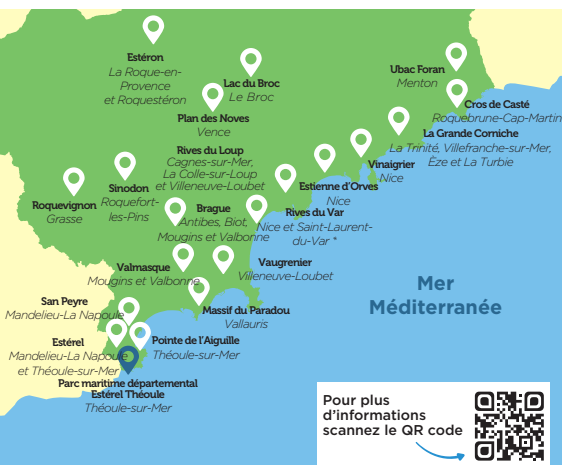 Estéron
La Roque-en-
Provence
et Roquestéron
Lac du Broc
Le Broc
Ubac Foran
Menton
Plan des Noves
Vence
Cros de Casté
Roquebrune-Cap-Martin
La Grande Corniche
La Trinité, Villefranche-sur-Mer,
Èze et La Turbie
Rives du Loup
Cagnes-sur-Mer,
La Colle-sur-Loup
et Villeneuve-Loubet
Vinaigrier
Nice
Sinodon
Roquefort-
les-Pins
Estienne d'Orves
Nice
Roquevignon
Grasse
Brague
Antibes, Biot,
Mougins et Valbonne
Rives du Var
Nice et Saint-Laurent-
du-Var *
Valmasque
Mougins et Valbonne
Vaugrenier
Villeneuve-Loubet
Mer
Méditerranée
San Peyre
Mandelieu-La Napoule
Massif du Paradou
Vallauris
Estérel
Mandelieu-La Napoule
et Théoule-sur-Mer
Pointe de l'Aiguille
Théoule-sur-Mer
Parc maritime départemental
Estérel Théoule
Théoule-sur-Mer
Pour plus
d'informations
scannez le QR code